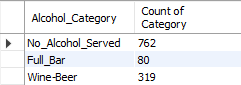 Alcohol_Category Count of
Category
No_Alcohol_Served 762
Full_Bar 80
Wine-Beer 319